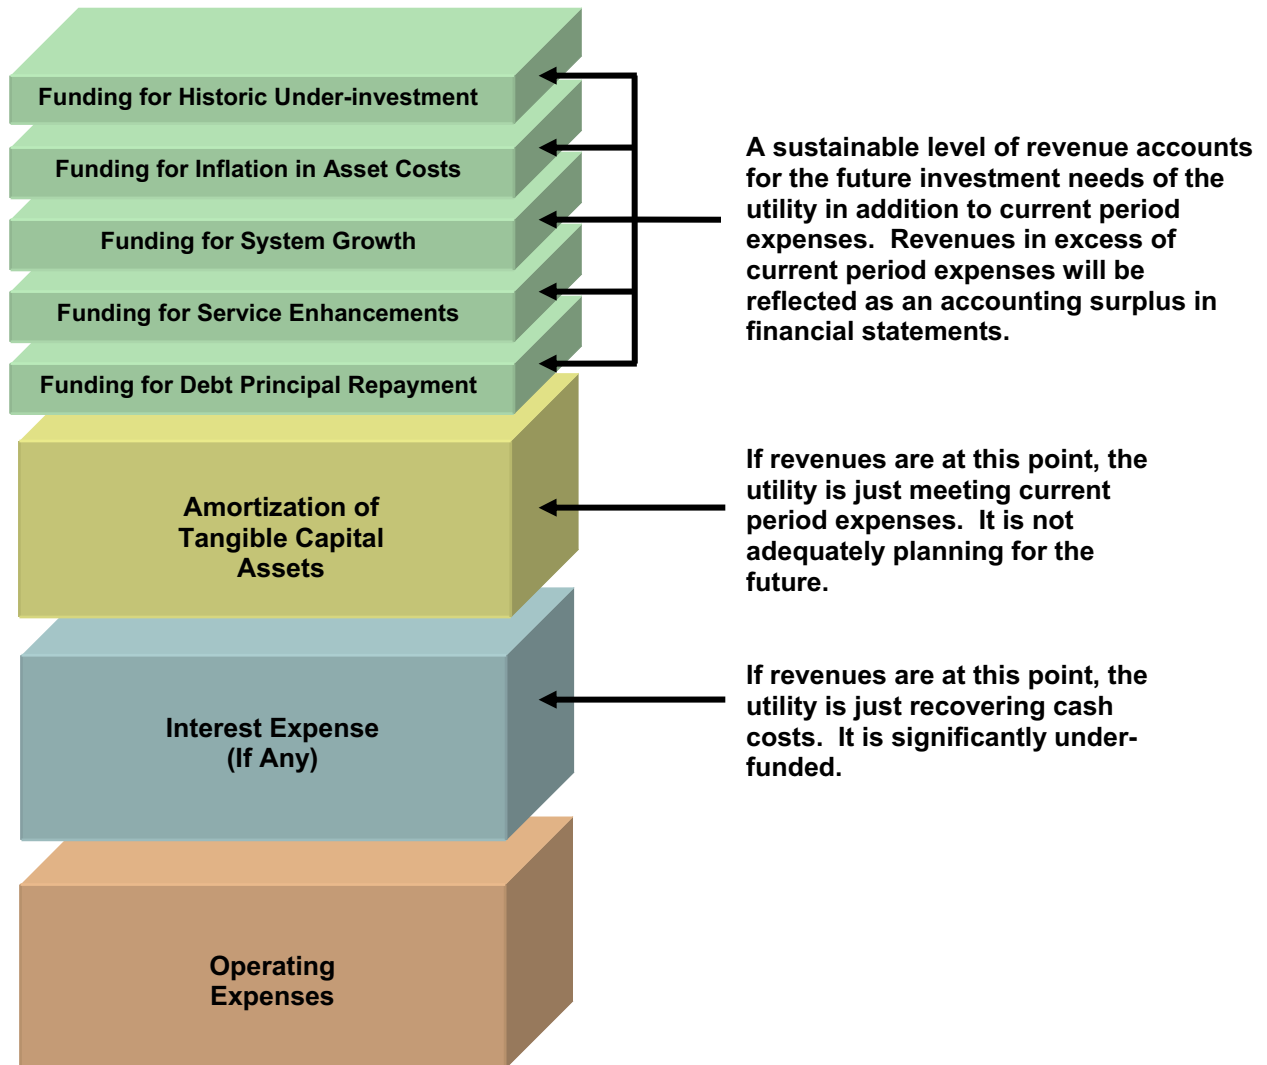 Funding for Historic Under-investment
Funding for Inflation in Asset Costs
Funding for System Growth
Funding for Service Enhancements
Funding for Debt Principal Repayment
A sustainable level of revenue accounts
for the future investment needs of the
utility in addition to current period
expenses.  Revenues in excess of
current period expenses will be
reflected as an accounting surplus in
financial statements.
Amortization of
Tangible Capital
Assets
If revenues are at this point, the
utility is just meeting current
period expenses.  It is not
adequately planning for the
future.
Interest Expense
(If Any)
If revenues are at this point, the
utility is just recovering cash
costs.  It is significantly under-
funded.
Operating
Expenses